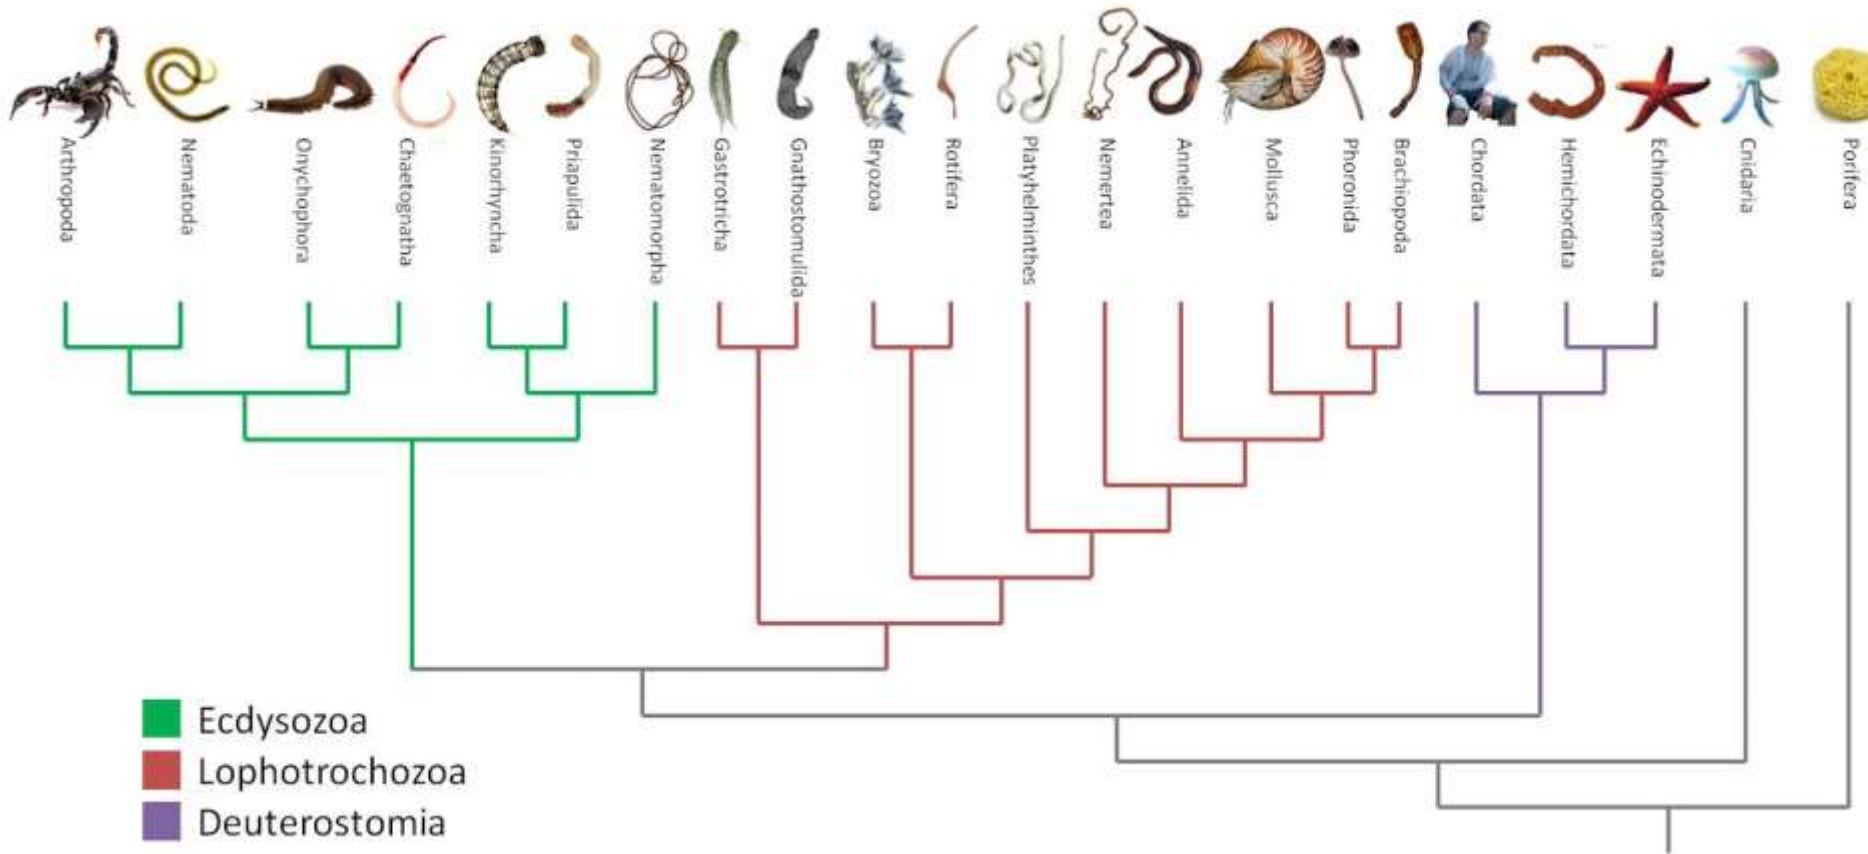 Arthropoda
Nematoda
Onychophora
Chaetognatha
Kinorhyncha
Priapulida
Nematomorpha
Gastrotricha
Gnathostomulida
Bryozoa
Rotifera
Platyhelminthes
Nemertea
Annelida
Mollusca
Phoronida
Brachiopoda
Chordata
Hemichordata
Echinodermata
Cnidaria
Porifera
Ecdysozoa
Lophotrochozoa
Deuterostomia